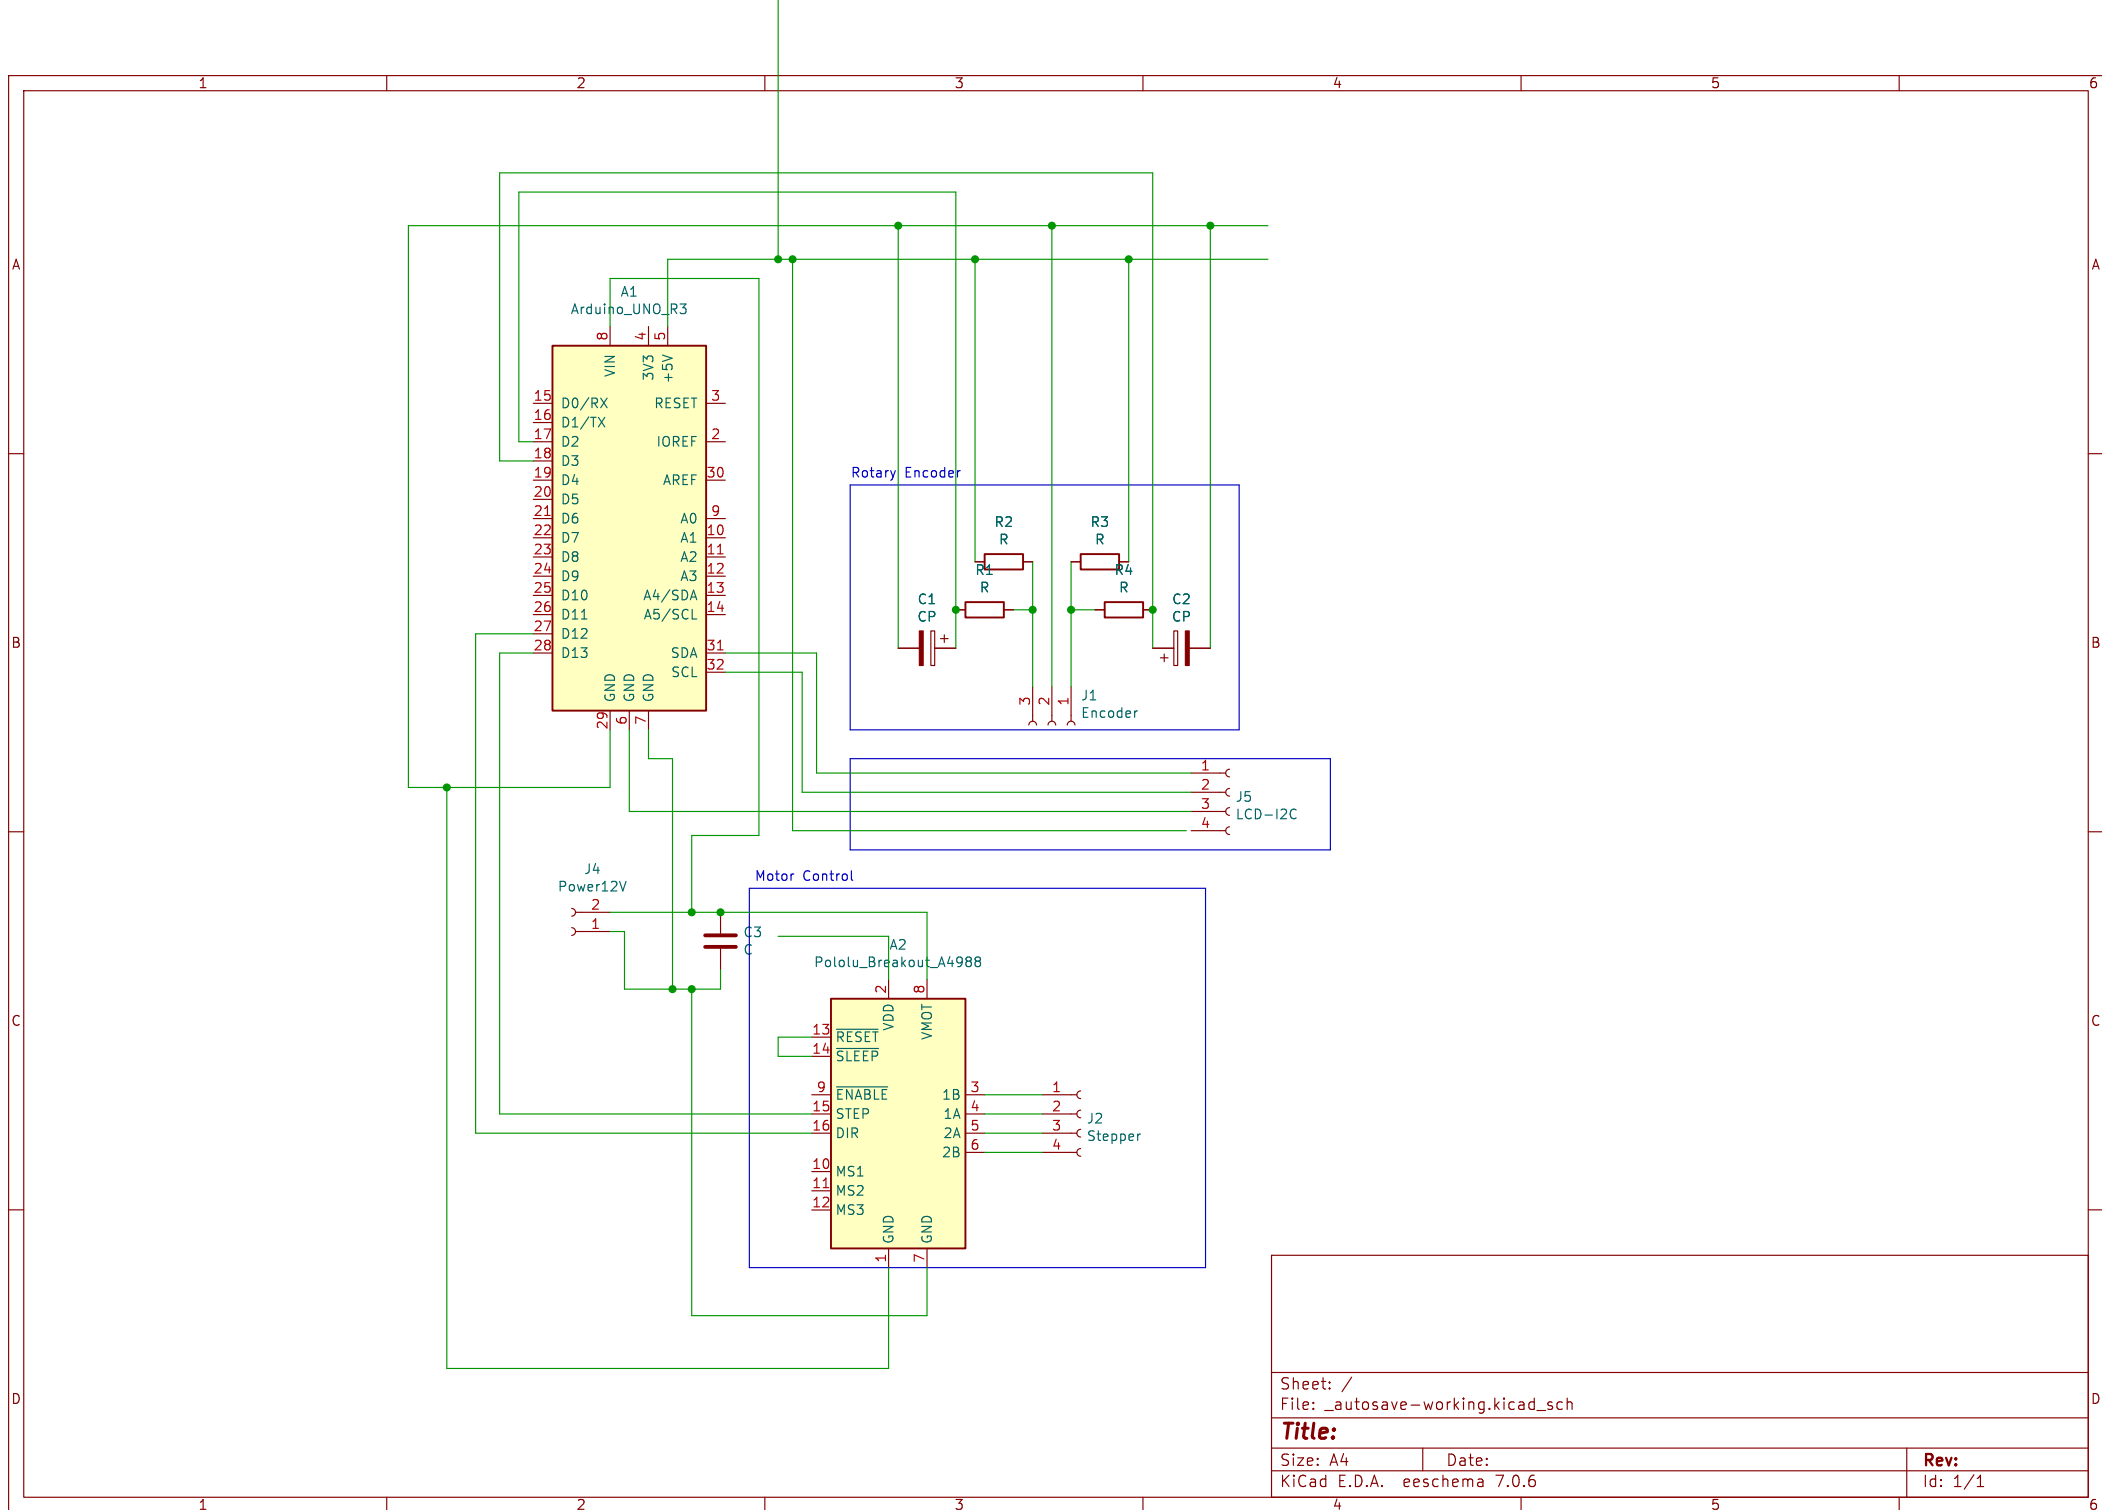 1 2 3 4 5 6
A A
B B
C C
D D
A1
Arduino_UNO_R3
8 4 5
VIN 3V3 +5V
15 D0/RX RESET 3
16 D1/TX
17 D2 IOREF 2
18 D3
19 D4 AREF 30
20 D5
21 D6 A0 9
22 D7 A1 10
23 D8 A2 11
24 D9 A3 12
25 D10 A4/SDA 13
26 D11 A5/SCL 14
27 D12
28 D13 SDA 31
SCL 32
GND GND GND
29 6 7
Rotary Encoder
R2 R3
R R
R1 R4
R R
C1 C2
CP CP
+ +
3 2 1
J1
Encoder
1
2
3
4
J5
LCD-I2C
J4
Power12V
2
1
C3
C
Motor Control
A2
Pololu_Breakout_A4988
2 8
VDD VMOT
13 RESET
14 SLEEP
9 ENABLE 1B 3 1
15 STEP 1A 4 2
16 DIR 2A 5 3
2B 6 4
J2
Stepper
10 MS1
11 MS2
12 MS3
GND GND
1 7
Sheet: /
File: _autosave-working.kicad_sch
Title:
Size: A4 Date: Rev:
KiCad E.D.A. eeschema 7.0.6 Id: 1/1
1 2 3 4 5 6